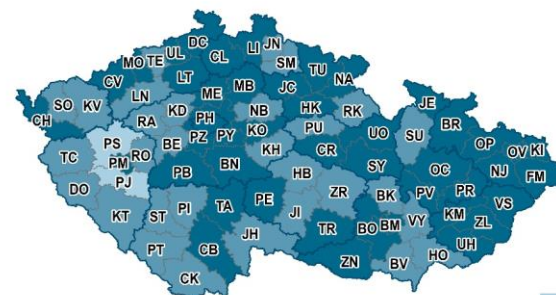 DC
LI
JN
MO
TE
UL
CL
SM
TU
CV
LT
NA
SO
KV
LN
ME
MB
JC
JE
CH
RA
KD
PH
NB
HK
RK
BR
PS
BE
PZ
PY
KO
PU
UO
SU
OP
TC
PM
RO
KH
CR
OV
KI
DO
PJ
PB
BN
HB
SY
OC
NJ
FM
KT
ST
PI
TA
PE
ZR
BK
PV
PR
VS
JI
TR
BO
BM
VY
KM
ZL
PT
CB
JH
UH
CK
ZN
BV
HO